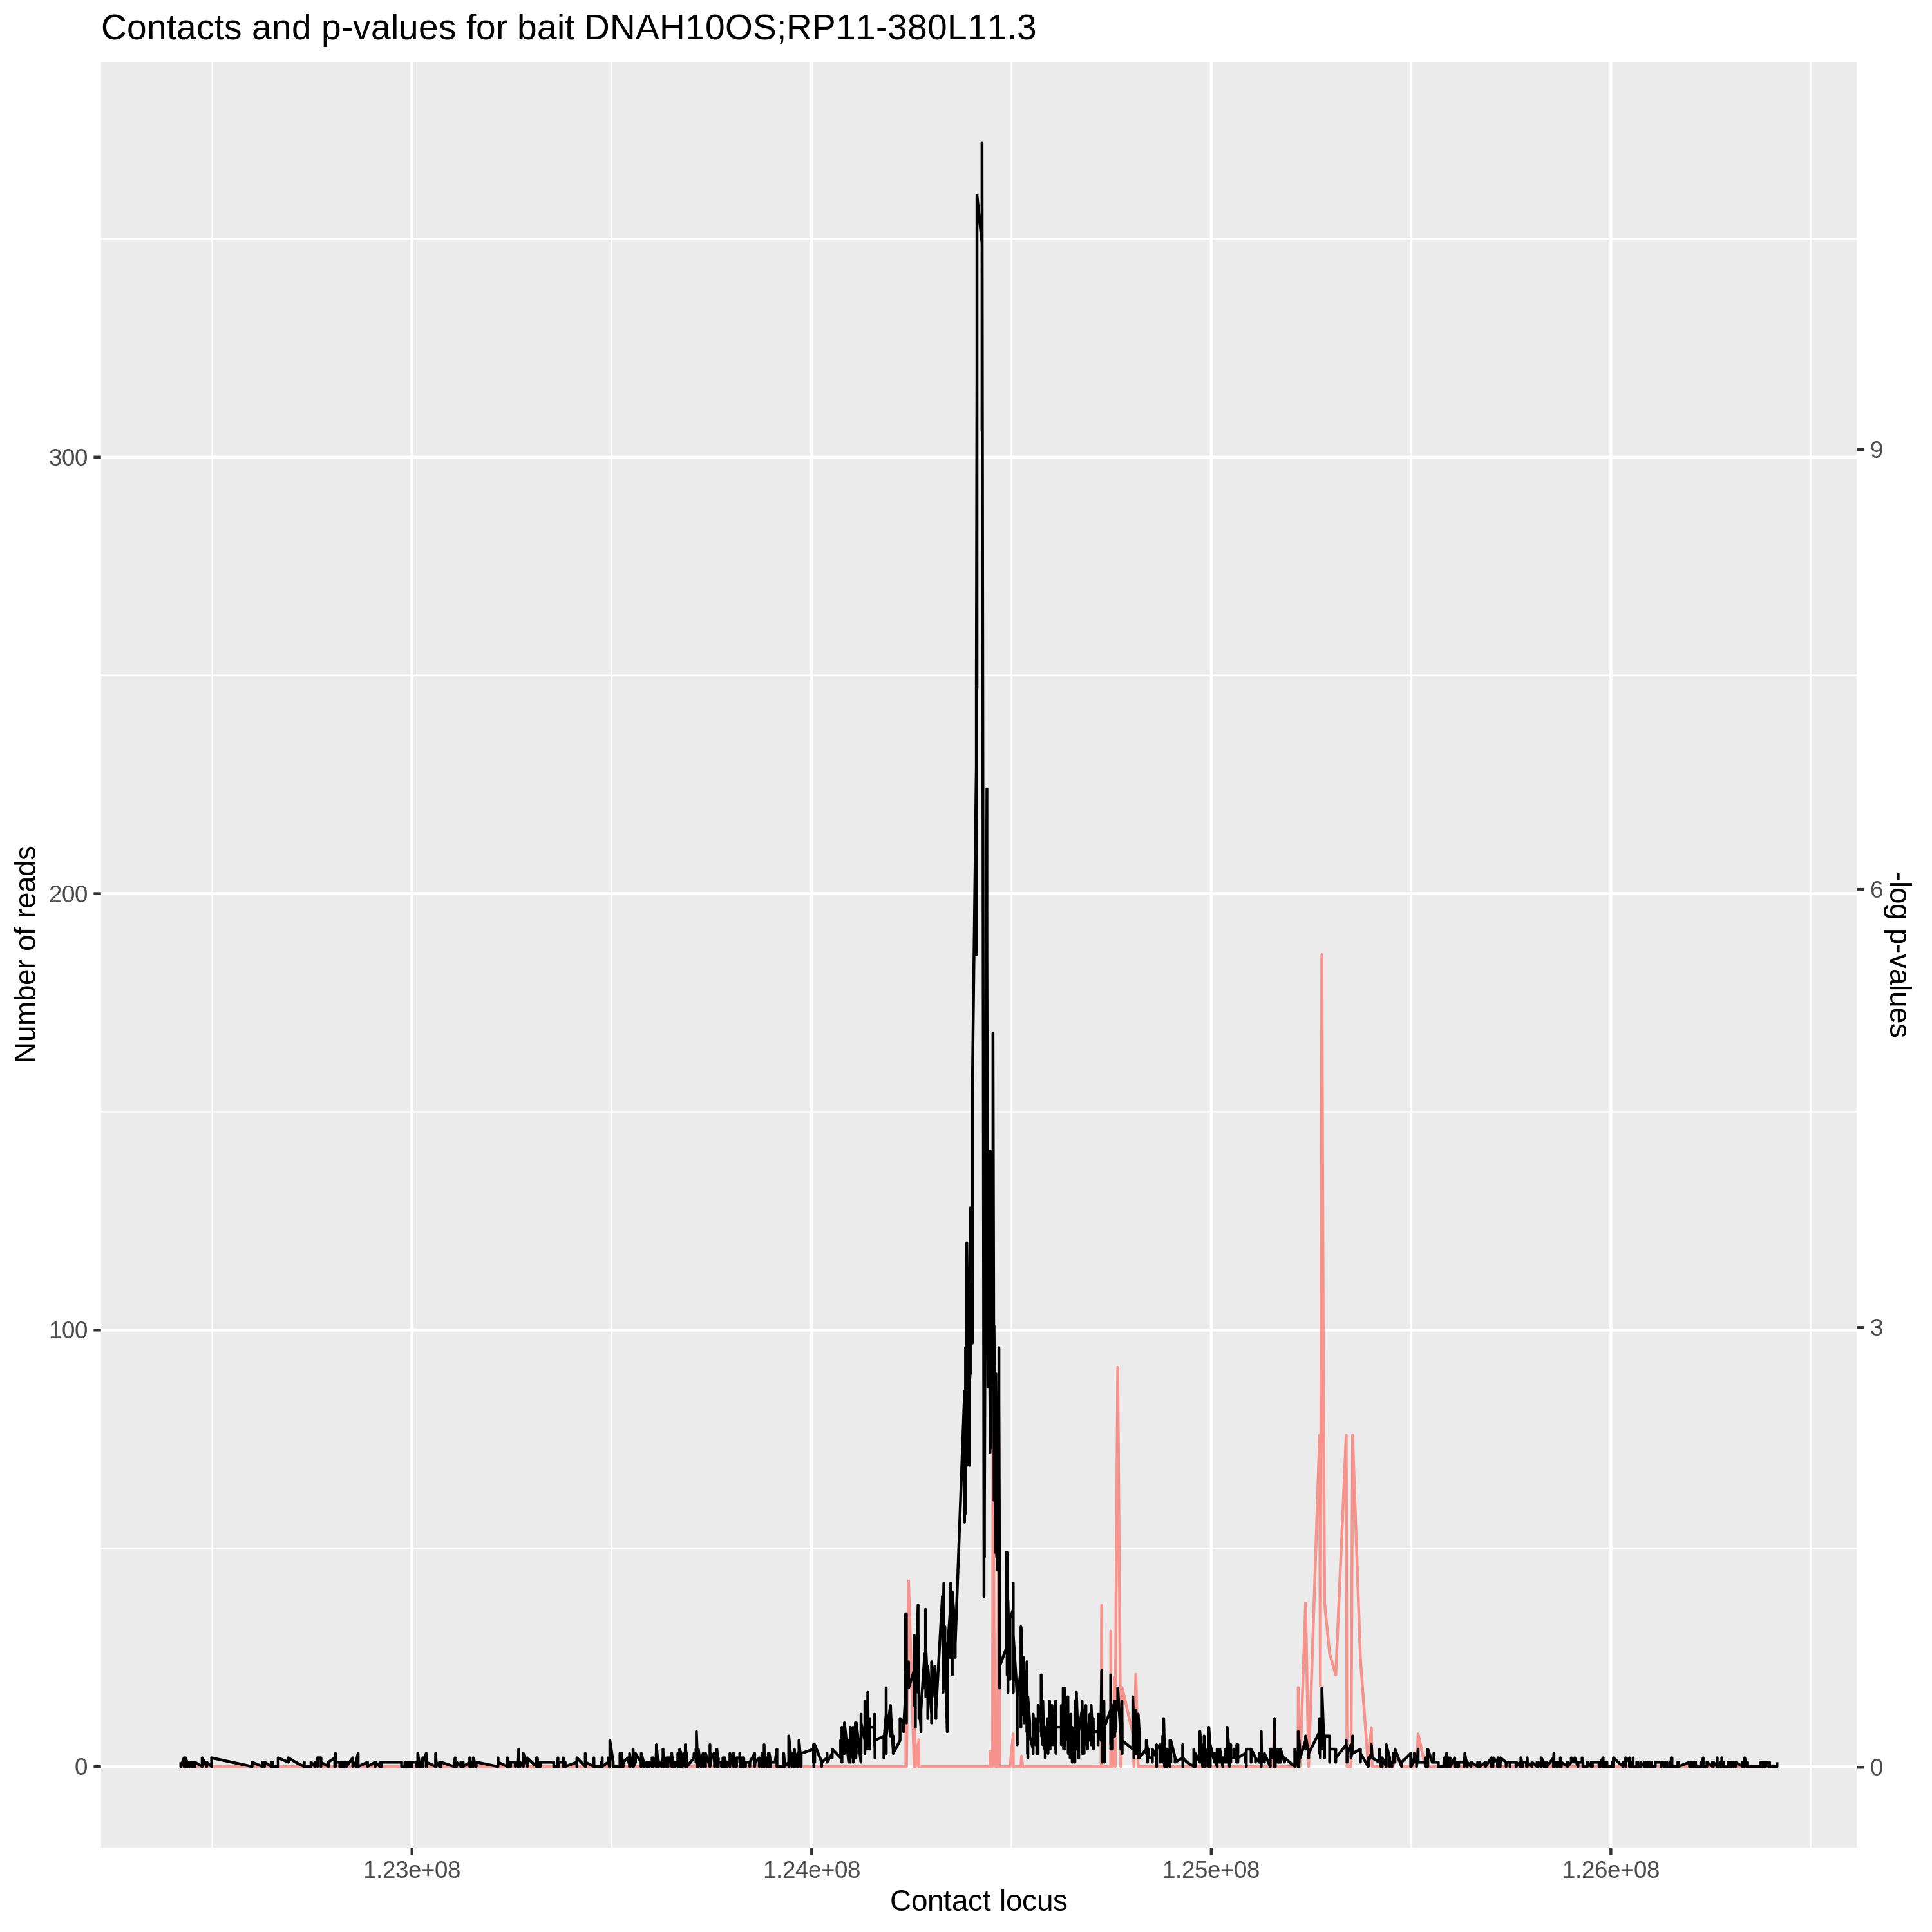 Contacts and p-values for bait DNAH10OS;RP11-380L11.3
Number of reads
300
200
100
0
9
6
3
0
-log p-values
1.23e+08
1.24e+08
1.25e+08
1.26e+08
Contact locus